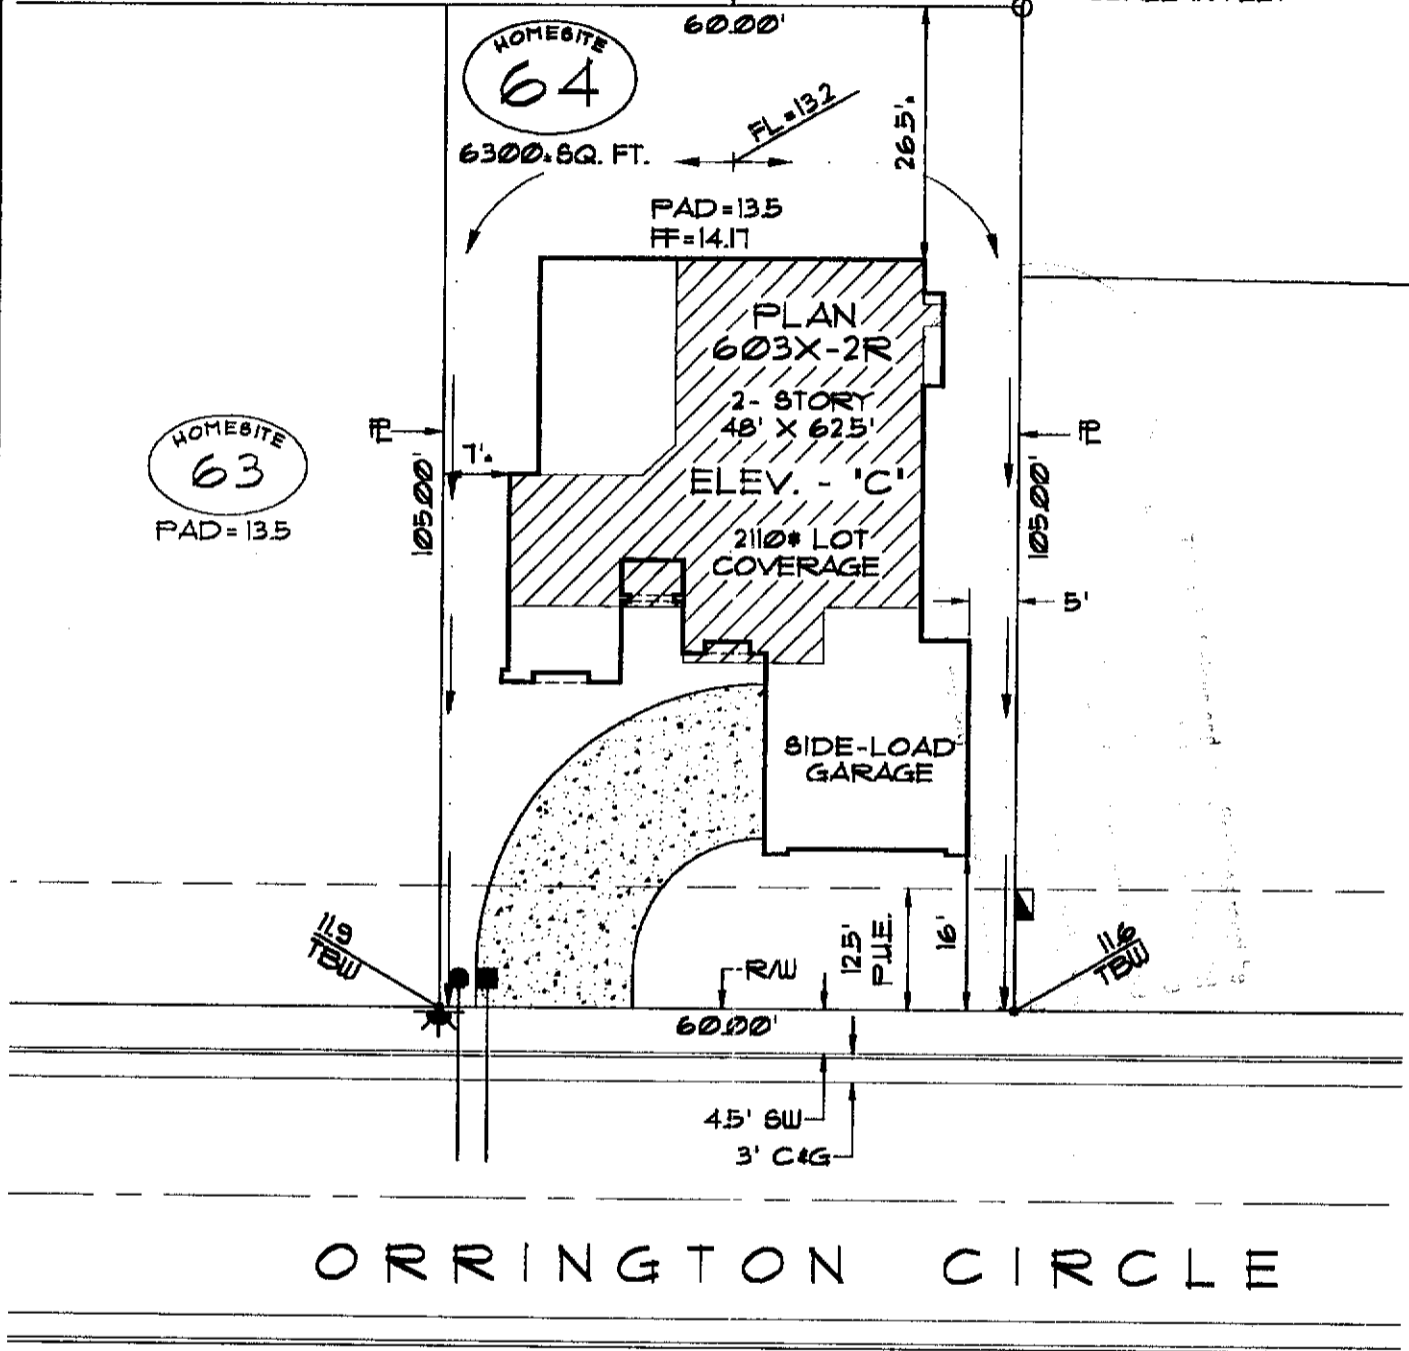 60.00'
HOMESITE
64
6300± SQ. FT.
FL=13.2
26.5'±
PAD=13.5
FF=14.17
PLAN
603X-2R
2- STORY
48' X 62.5'
ELEV. - "C"
2110# LOT
COVERAGE
HOMESITE
63
PAD=13.5
PL
7'±
105.00'
PL
105.00'
5'
SIDE-LOAD
GARAGE
11.9
TBW
R/W
12.5'
P.U.E.
16'
11.6
TBW
60.00'
4.5' SW
3' C&G
ORRINGTON CIRCLE